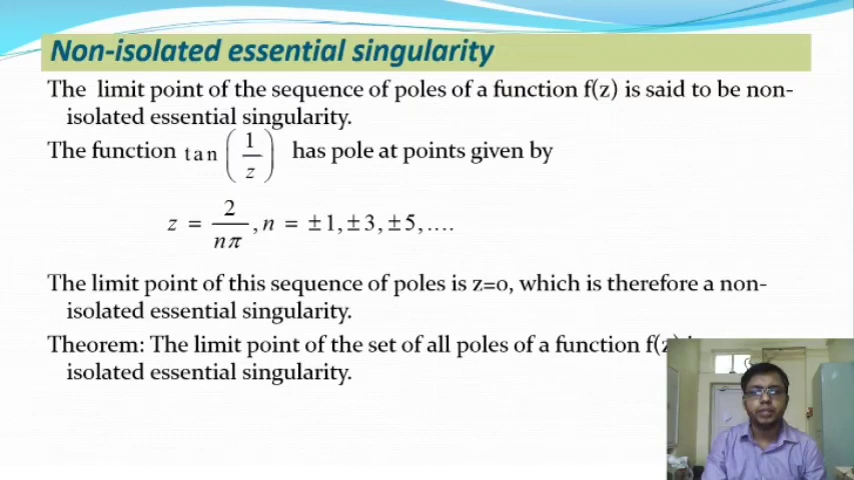 Non-isolated essential singularity
The limit point of the sequence of poles of a function f(z) is said to be non-
isolated essential singularity.
The function tan(1/z) has pole at points given by
z = 2/nπ, n = ±1, ±3, ±5, ....
The limit point of this sequence of poles is z=0, which is therefore a non-
isolated essential singularity.
Theorem: The limit point of the set of all poles of a function
isolated essential singularity.